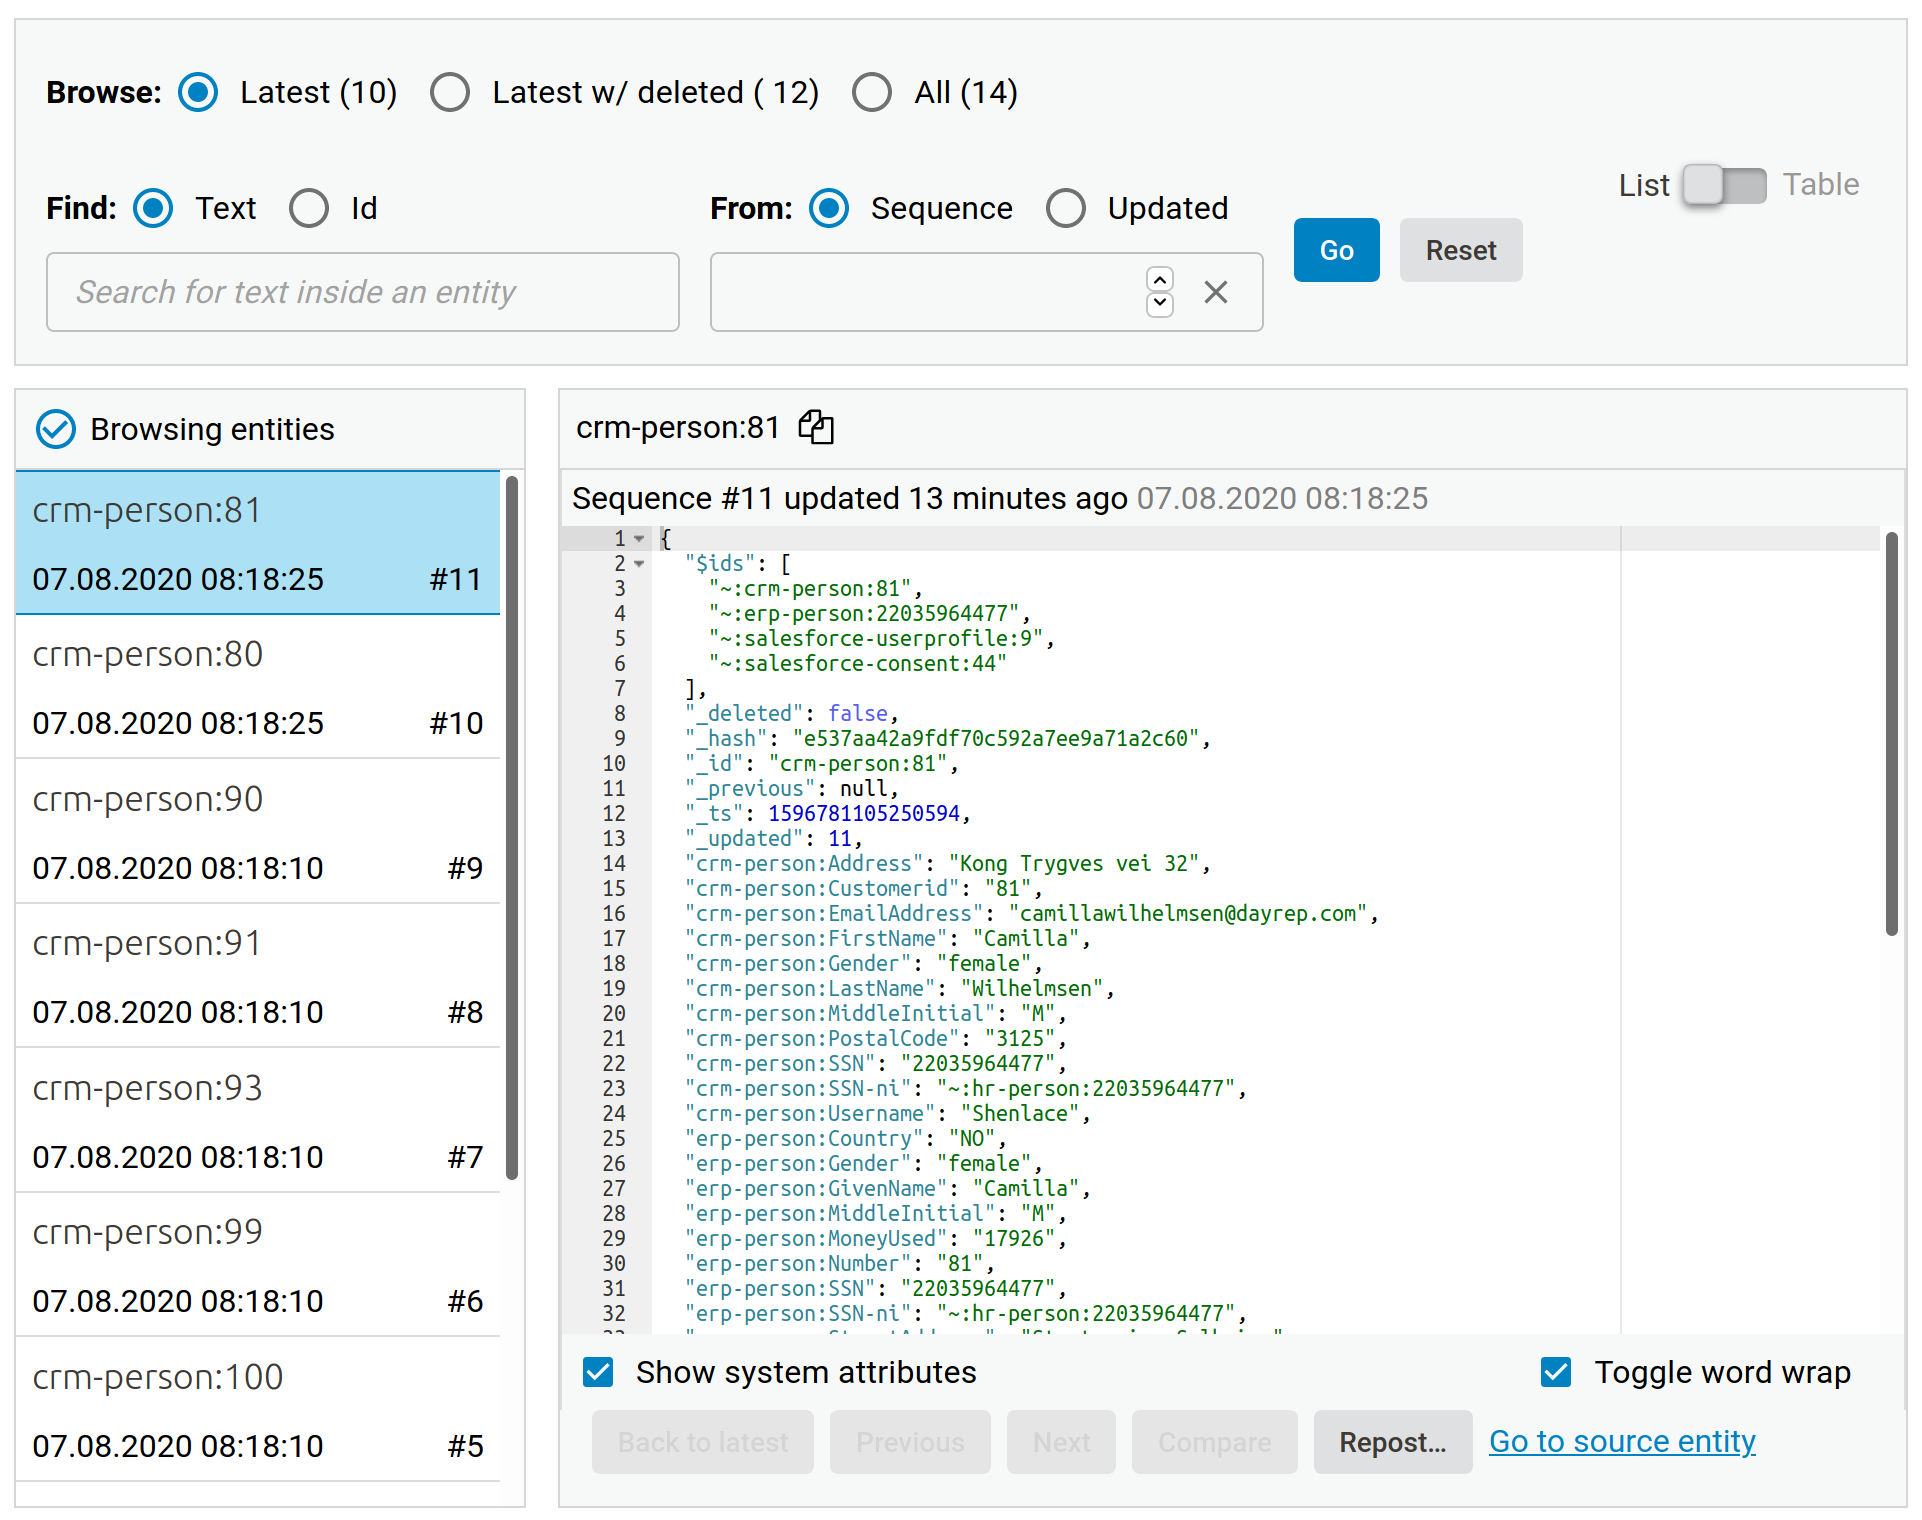 Browse: Latest (10) Latest w/ deleted ( 12) All (14)
List Table
Find: Text Id From: Sequence Updated
Go Reset
Search for text inside an entity
Browsing entities
crm-person:81
07.08.2020 08:18:25 #11
crm-person:80
07.08.2020 08:18:25 #10
crm-person:90
07.08.2020 08:18:10 #9
crm-person:91
07.08.2020 08:18:10 #8
crm-person:93
07.08.2020 08:18:10 #7
crm-person:99
07.08.2020 08:18:10 #6
crm-person:100
07.08.2020 08:18:10 #5
crm-person:81
Sequence #11 updated 13 minutes ago 07.08.2020 08:18:25
1 {
2 "$ids": [
3 "~:crm-person:81",
4 "~:erp-person:22035964477",
5 "~:salesforce-userprofile:9",
6 "~:salesforce-consent:44"
7 ],
8 "_deleted": false,
9 "_hash": "e537aa42a9fdf70c592a7ee9a71a2c60",
10 "_id": "crm-person:81",
11 "_previous": null,
12 "_ts": 1596781105250594,
13 "_updated": 11,
14 "crm-person:Address": "Kong Trygves vei 32",
15 "crm-person:Customerid": "81",
16 "crm-person:EmailAddress": "camillawilhelmsen@dayrep.com",
17 "crm-person:FirstName": "Camilla",
18 "crm-person:Gender": "female",
19 "crm-person:LastName": "Wilhelmsen",
20 "crm-person:MiddleInitial": "M",
21 "crm-person:PostalCode": "3125",
22 "crm-person:SSN": "22035964477",
23 "crm-person:SSN-ni": "~:hr-person:22035964477",
24 "crm-person:Username": "Shenlace",
25 "erp-person:Country": "NO",
26 "erp-person:Gender": "female",
27 "erp-person:GivenName": "Camilla",
28 "erp-person:MiddleInitial": "M",
29 "erp-person:MoneyUsed": "17926",
30 "erp-person:Number": "81",
31 "erp-person:SSN": "22035964477",
32 "erp-person:SSN-ni": "~:hr-person:22035964477",
Show system attributes Toggle word wrap
Back to latest Previous Next Compare Repost... Go to source entity